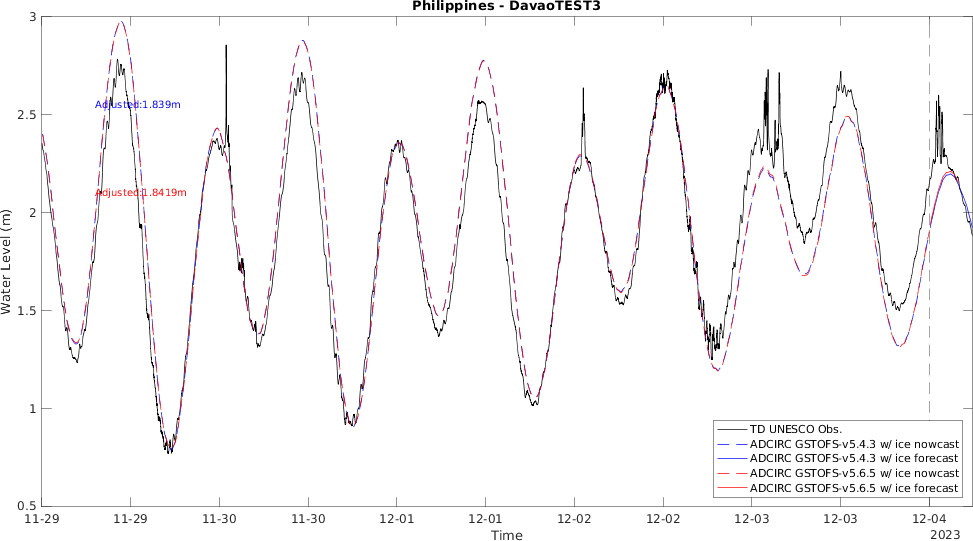 Philippines - DavaoTEST3
3
2.5
2
1.5
1
0.5
Water Level (m)
Adjusted:1.839m
Adjusted:1.8419m
TD UNESCO Obs.
ADCIRC GSTOFS-v5.4.3 w/ ice nowcast
ADCIRC GSTOFS-v5.4.3 w/ ice forecast
ADCIRC GSTOFS-v5.6.5 w/ ice nowcast
ADCIRC GSTOFS-v5.6.5 w/ ice forecast
11-29 11-29 11-30 11-30 12-01 12-01 12-02 12-02 12-03 12-03 12-04
Time
2023